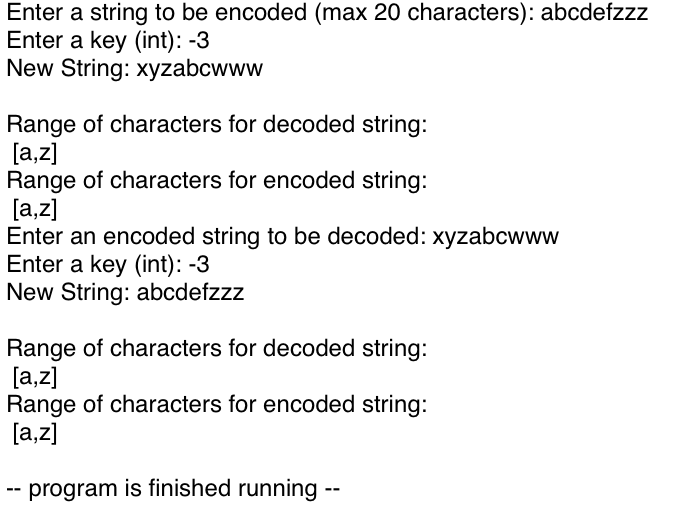 Enter a string to be encoded (max 20 characters): abcdefzzz
Enter a key (int): -3
New String: xyzabcwww
Range of characters for decoded string:
[a,z]
Range of characters for encoded string:
[a,z]
Enter an encoded string to be decoded: xyzabcwww
Enter a key (int): -3
New String: abcdefzzz
Range of characters for decoded string:
[a,z]
Range of characters for encoded string:
[a,z]
-- program is finished running --